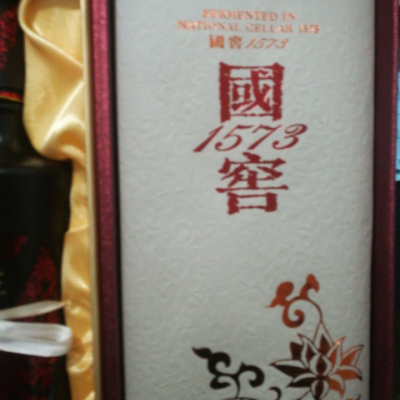 FERMENTED IN
NATIONAL CELLAR 1573
國窖1573
國
1573
窖